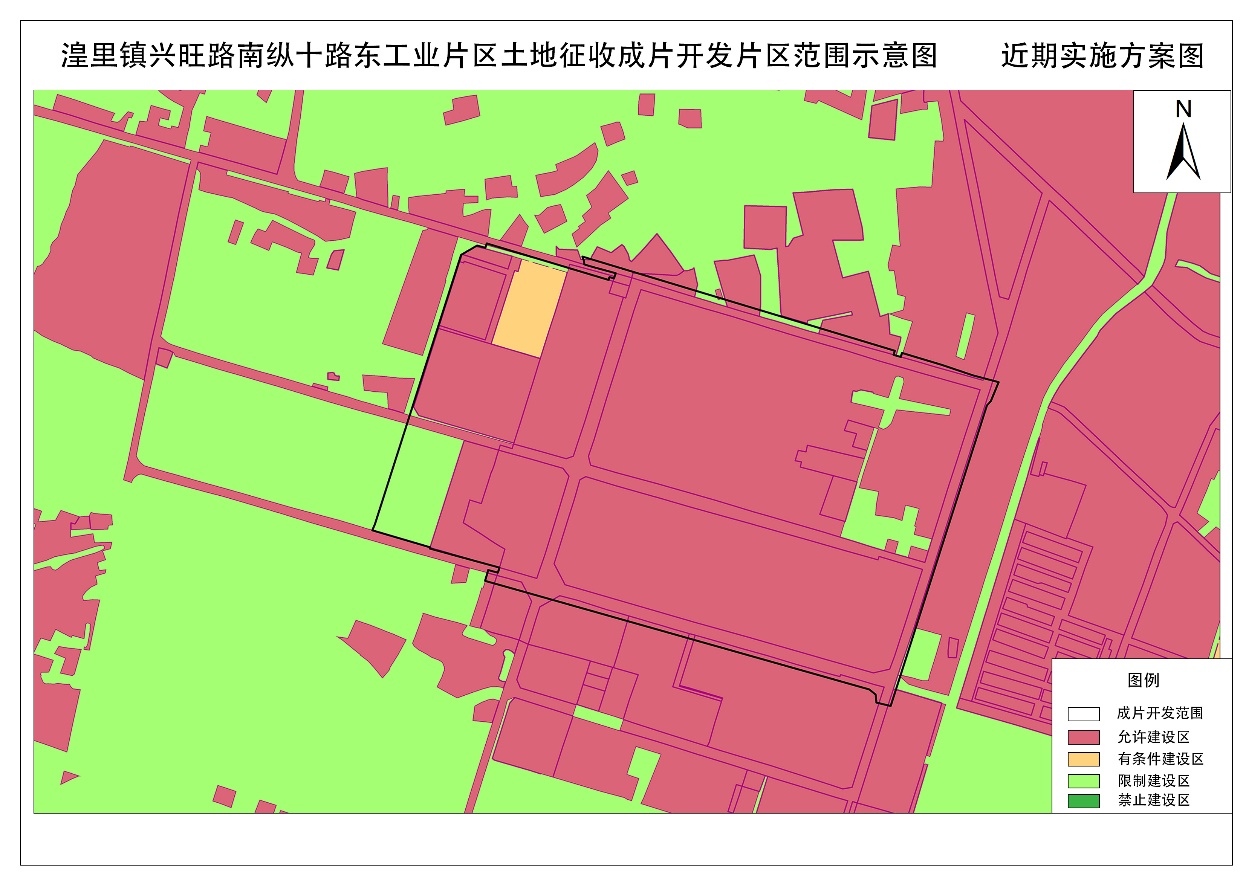 湟里镇兴旺路南纵十路东工业片区土地征收成片开发片区范围示意图 近期实施方案图
N
图例
成片开发范围
允许建设区
有条件建设区
限制建设区
禁止建设区